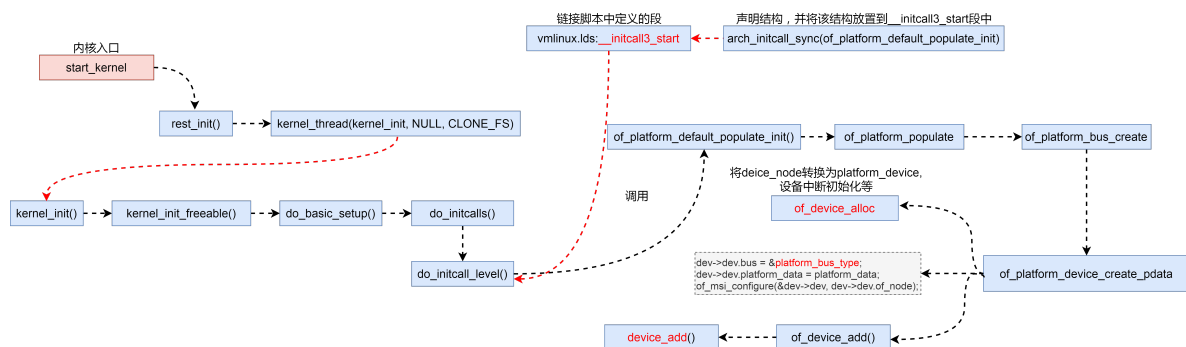 链接脚本中定义的段
声明结构，并将该结构放置到__initcall3_start段中
vmlinux.lds:__initcall3_start
arch_initcall_sync(of_platform_default_populate_init)
内核入口
start_kernel
rest_init()
kernel_thread(kernel_init, NULL, CLONE_FS)
of_platform_default_populate_init()
of_platform_populate
of_platform_bus_create
将deice_node转换为platform_device,
设备中断初始化等
调用
of_device_alloc
kernel_init()
kernel_init_freeable()
do_basic_setup()
do_initcalls()
do_initcall_level()
dev->dev.bus = &platform_bus_type;
dev->dev.platform_data = platform_data;
of_msi_configure(&dev->dev, dev->dev.of_node);
of_platform_device_create_pdata
device_add()
of_device_add()